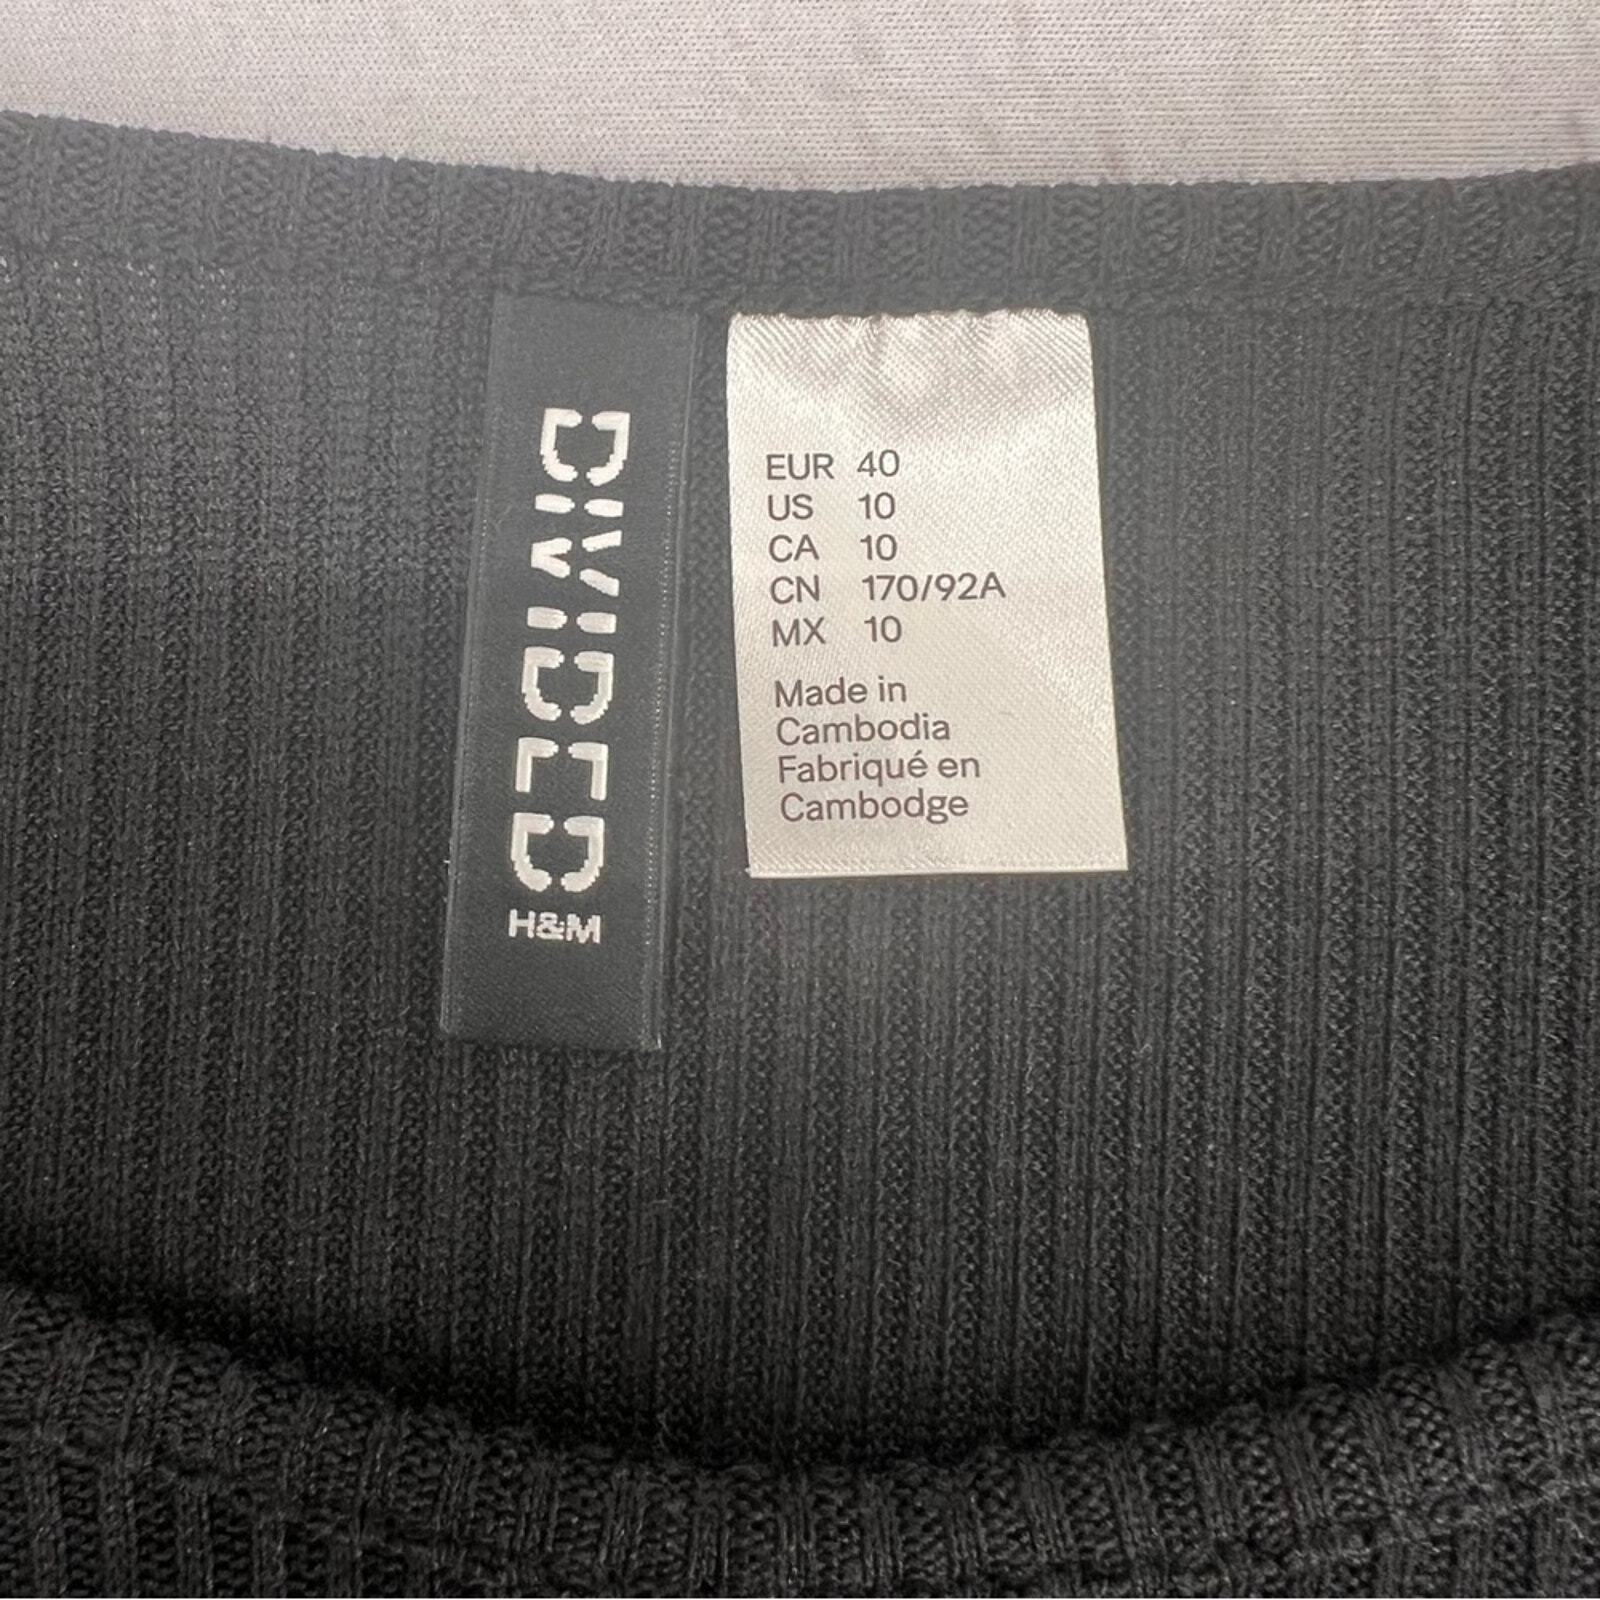 DIVIDED
H&M
EUR 40
US 10
CA 10
CN 170/92A
MX 10
Made in
Cambodia
Fabriqué en
Cambodge